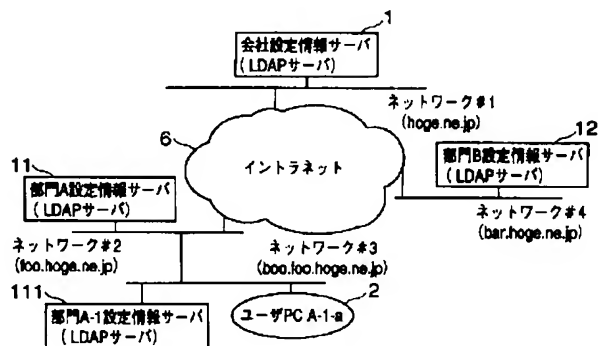 1
会社設定情報サーバ
(LDAPサーバ)
ネットワーク#1
(hoge.ne.jp)
6
イントラネット
12
部門B設定情報サーバ
(LDAPサーバ)
ネットワーク#4
(bar.hoge.ne.jp)
11
部門A設定情報サーバ
(LDAPサーバ)
ネットワーク#2
(foo.hoge.ne.jp)
ネットワーク#3
(boo.foo.hoge.ne.jp)
111
部門A-1設定情報サーバ
(LDAPサーバ)
2
ユーザPC A-1-a